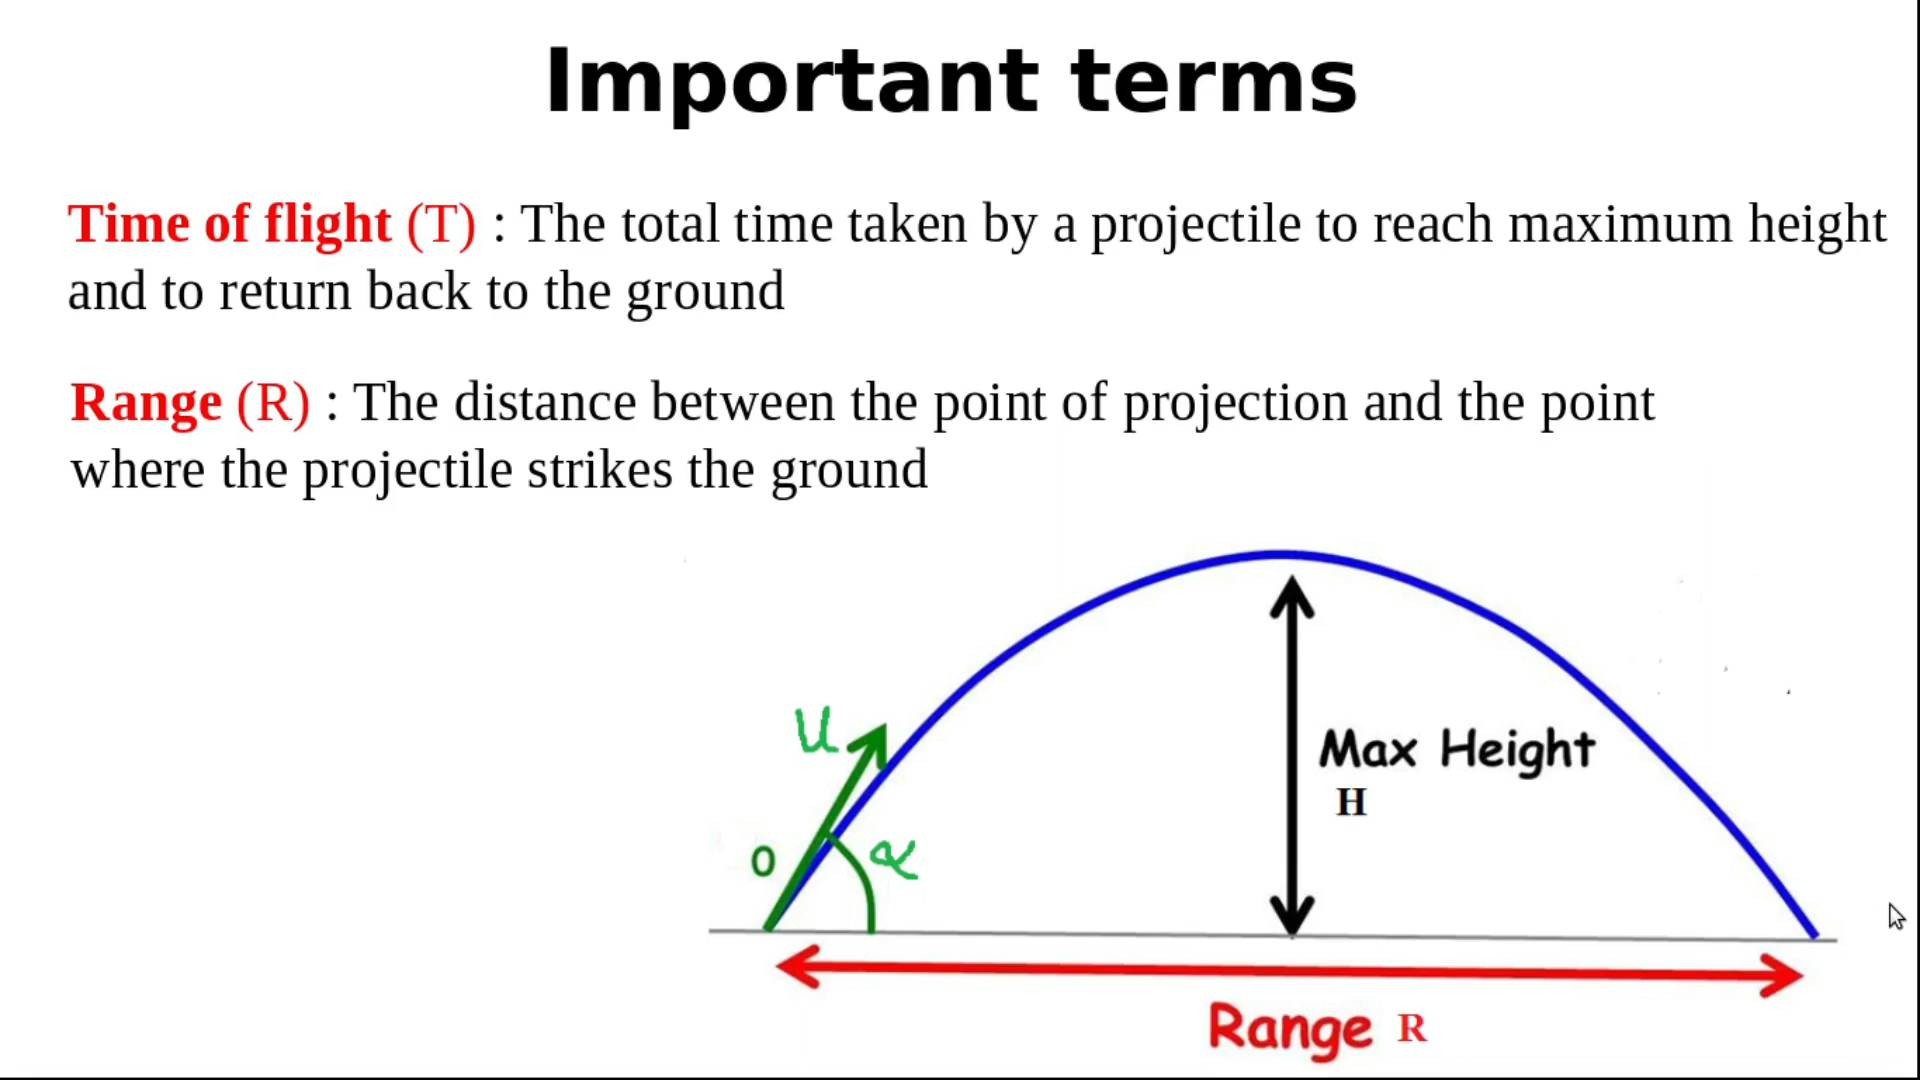 Important terms
Time of flight (T) : The total time taken by a projectile to reach maximum height
and to return back to the ground
Range (R) : The distance between the point of projection and the point
where the projectile strikes the ground
U
Max Height
H
O
α
Range R